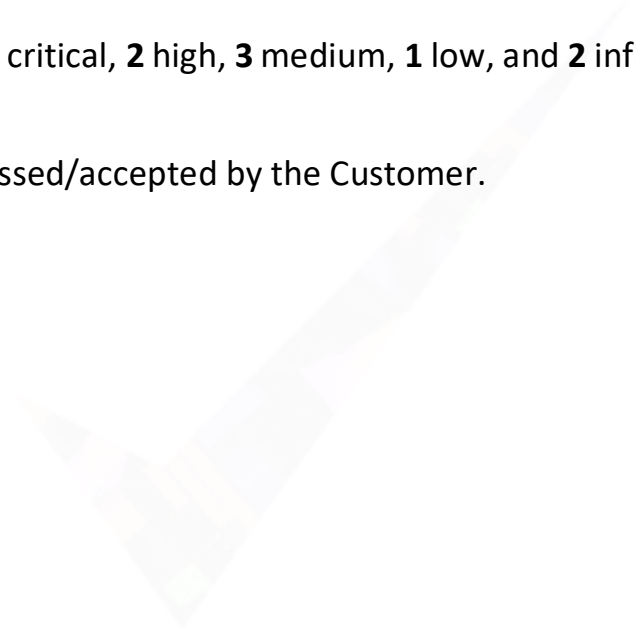 critical, 2 high, 3 medium, 1 low, and 2 inf
ssed/accepted by the Customer.